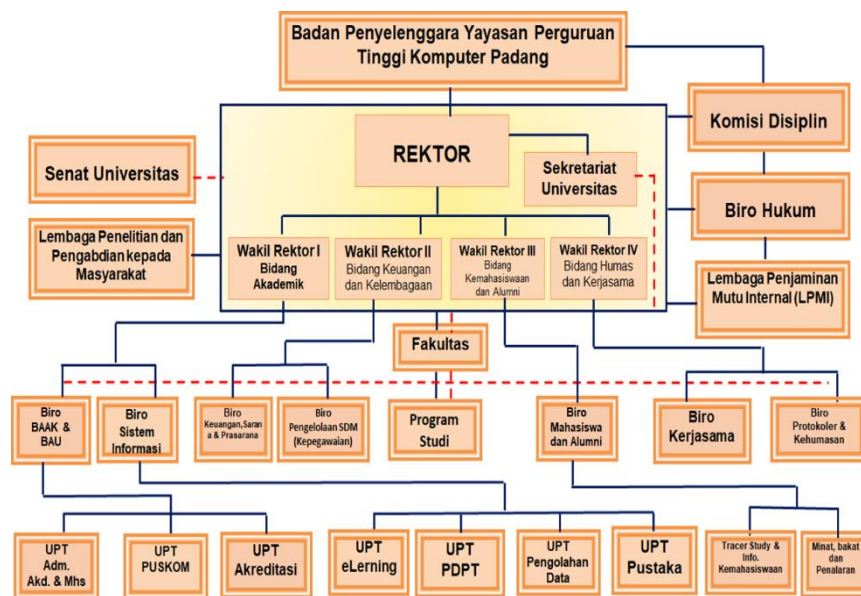 Badan Penyelenggara Yayasan Perguruan
Tinggi Komputer Padang
Komisi Disiplin
REKTOR
Sekretariat
Universitas
Senat Universitas
Biro Hukum
Lembaga Penelitian dan
Pengabdian kepada
Masyarakat
Wakil Rektor I
Bidang
Akademik
Wakil Rektor II
Bidang Keuangan
dan Kelembagaan
Wakil Rektor III
Bidang
Kemahasiswaan
dan Alumni
Wakil Rektor IV
Bidang Humas
dan Kerjasama
Lembaga Penjaminan
Mutu Internal (LPMI)
Fakultas
Biro
BAAK &
BAU
Biro
Sistem
Informasi
Biro
Keuangan,Saran
a & Prasarana
Biro
Pengelolaan SDM
(Kepegawaian)
Program
Studi
Biro
Mahasiswa
dan Alumni
Biro
Kerjasama
Biro
Protokoler &
Kehumasan
UPT
Adm.
Akd. & Mhs
UPT
PUSKOM
UPT
Akreditasi
UPT
eLerning
UPT
PDPT
UPT
Pengolahan
Data
UPT
Pustaka
Tracer Study &
Info.
Kemahasiswaan
Minat, bakat
dan
Penalaran